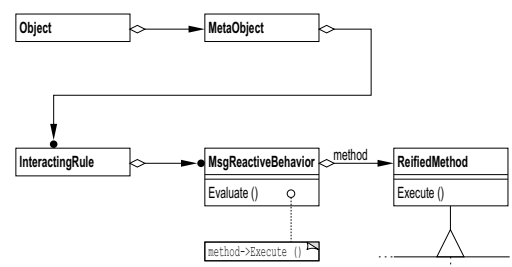 Object
MetaObject
InteractingRule
MsgReactiveBehavior
method
ReifiedMethod
Evaluate ()
Execute ()
method->Execute ()
. . .
. . .